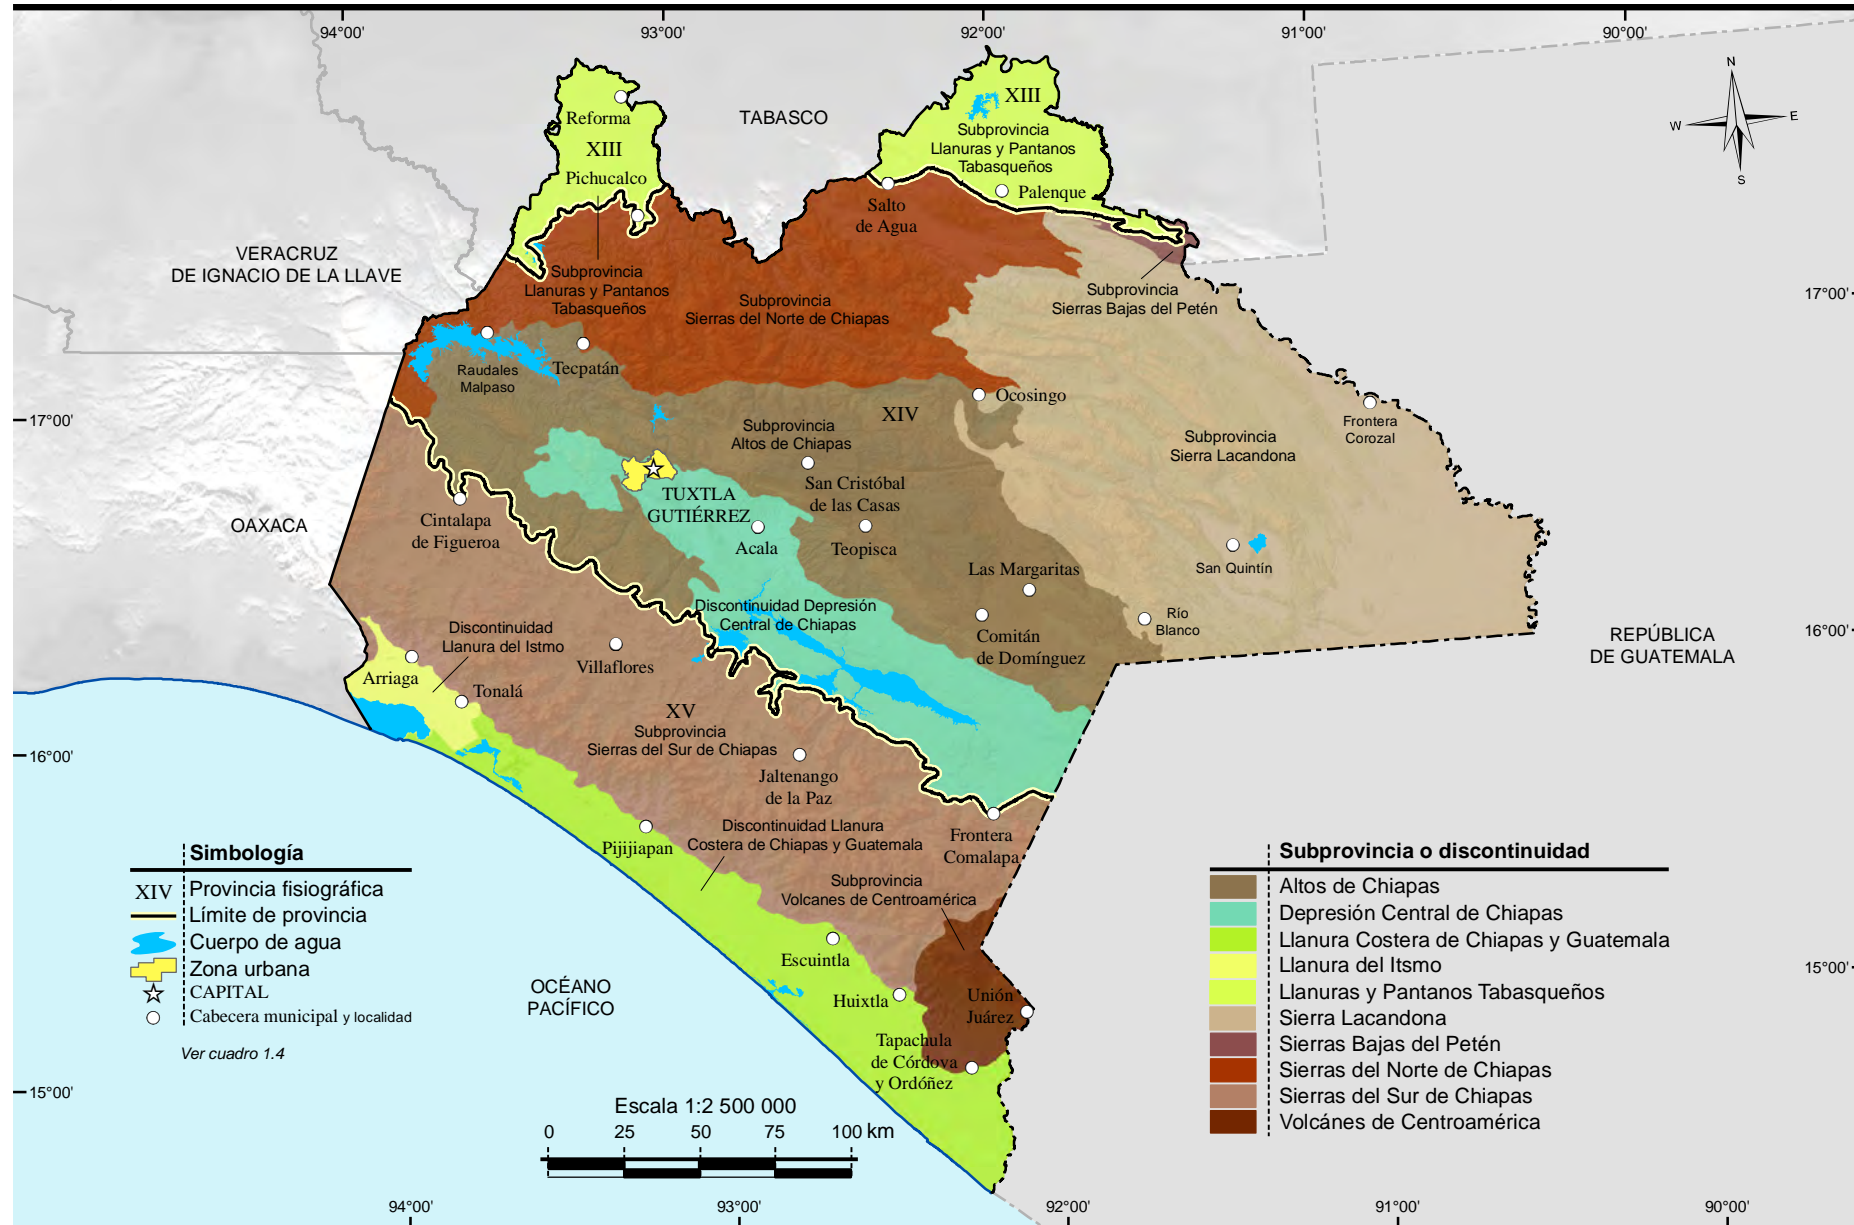 94°00'
93°00'
92°00'
91°00'
90°00'
N
W
E
S
XIII
Reforma
TABASCO
Subprovincia
Llanuras y Pantanos
Tabasqueños
XIII
Pichucalco
Palenque
Salto
de Agua
VERACRUZ
DE IGNACIO DE LA LLAVE
Subprovincia
Llanuras y Pantanos
Tabasqueños
Subprovincia
Sierras del Norte de Chiapas
Subprovincia
Sierras Bajas del Petén
17°00'
Raudales
Malpaso
Tecpatán
Ocosingo
XIV
17°00'
Subprovincia
Altos de Chiapas
Frontera
Corozal
Subprovincia
Sierra Lacandona
San Cristóbal
de las Casas
TUXTLA
GUTIÉRREZ
OAXACA
Cintalapa
de Figueroa
Acala
Teopisca
Las Margaritas
San Quintín
Discontinuidad Depresión
Central de Chiapas
Río
Blanco
Comitán
de Domínguez
16°00'
REPÚBLICA
DE GUATEMALA
Discontinuidad
Llanura del Istmo
Villaflores
Arriaga
Tonalá
XV
Subprovincia
Sierras del Sur de Chiapas
16°00'
Jaltenango
de la Paz
Discontinuidad Llanura
Costera de Chiapas y Guatemala
Pijijiapan
Frontera
Comalapa
Subprovincia
Volcanes de Centroamérica
Escuintla
15°00'
OCÉANO
PACÍFICO
Huixtla
Unión
Juárez
Tapachula
de Córdova
y Ordóñez
15°00'
Simbología
XIV Provincia fisiográfica
Límite de provincia
Cuerpo de agua
Zona urbana
CAPITAL
Cabecera municipal y localidad
Ver cuadro 1.4
Subprovincia o discontinuidad
Altos de Chiapas
Depresión Central de Chiapas
Llanura Costera de Chiapas y Guatemala
Llanura del Itsmo
Llanuras y Pantanos Tabasqueños
Sierra Lacandona
Sierras Bajas del Petén
Sierras del Norte de Chiapas
Sierras del Sur de Chiapas
Volcánes de Centroamérica
Escala 1:2 500 000
0 25 50 75 100 km
94°00'
93°00'
92°00'
91°00'
90°00'